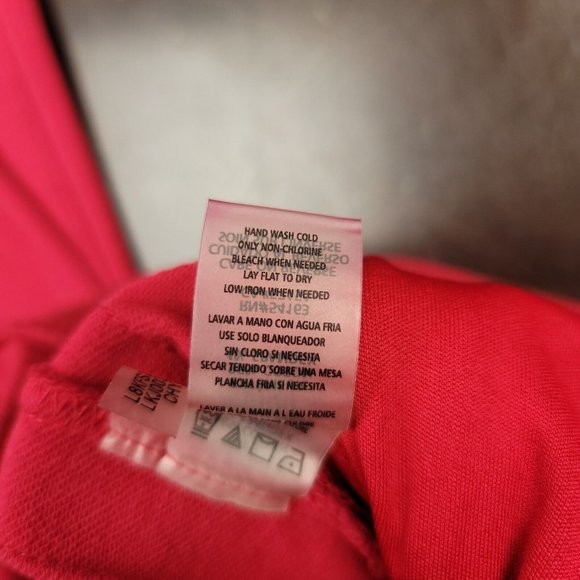 HAND WASH COLD
ONLY NON-CHLORINE
BLEACH WHEN NEEDED
LAY FLAT TO DRY
LOW IRON WHEN NEEDED
RN#54163
LAVAR A MANO CON AGUA FRIA
USE SOLO BLANQUEADOR
SIN CLORO SI NECESITA
SECAR TENDIDO SOBRE UNA MESA
PLANCHA FRIA SI NECESITA
LAVER A LA MAIN A L EAU FROIDE